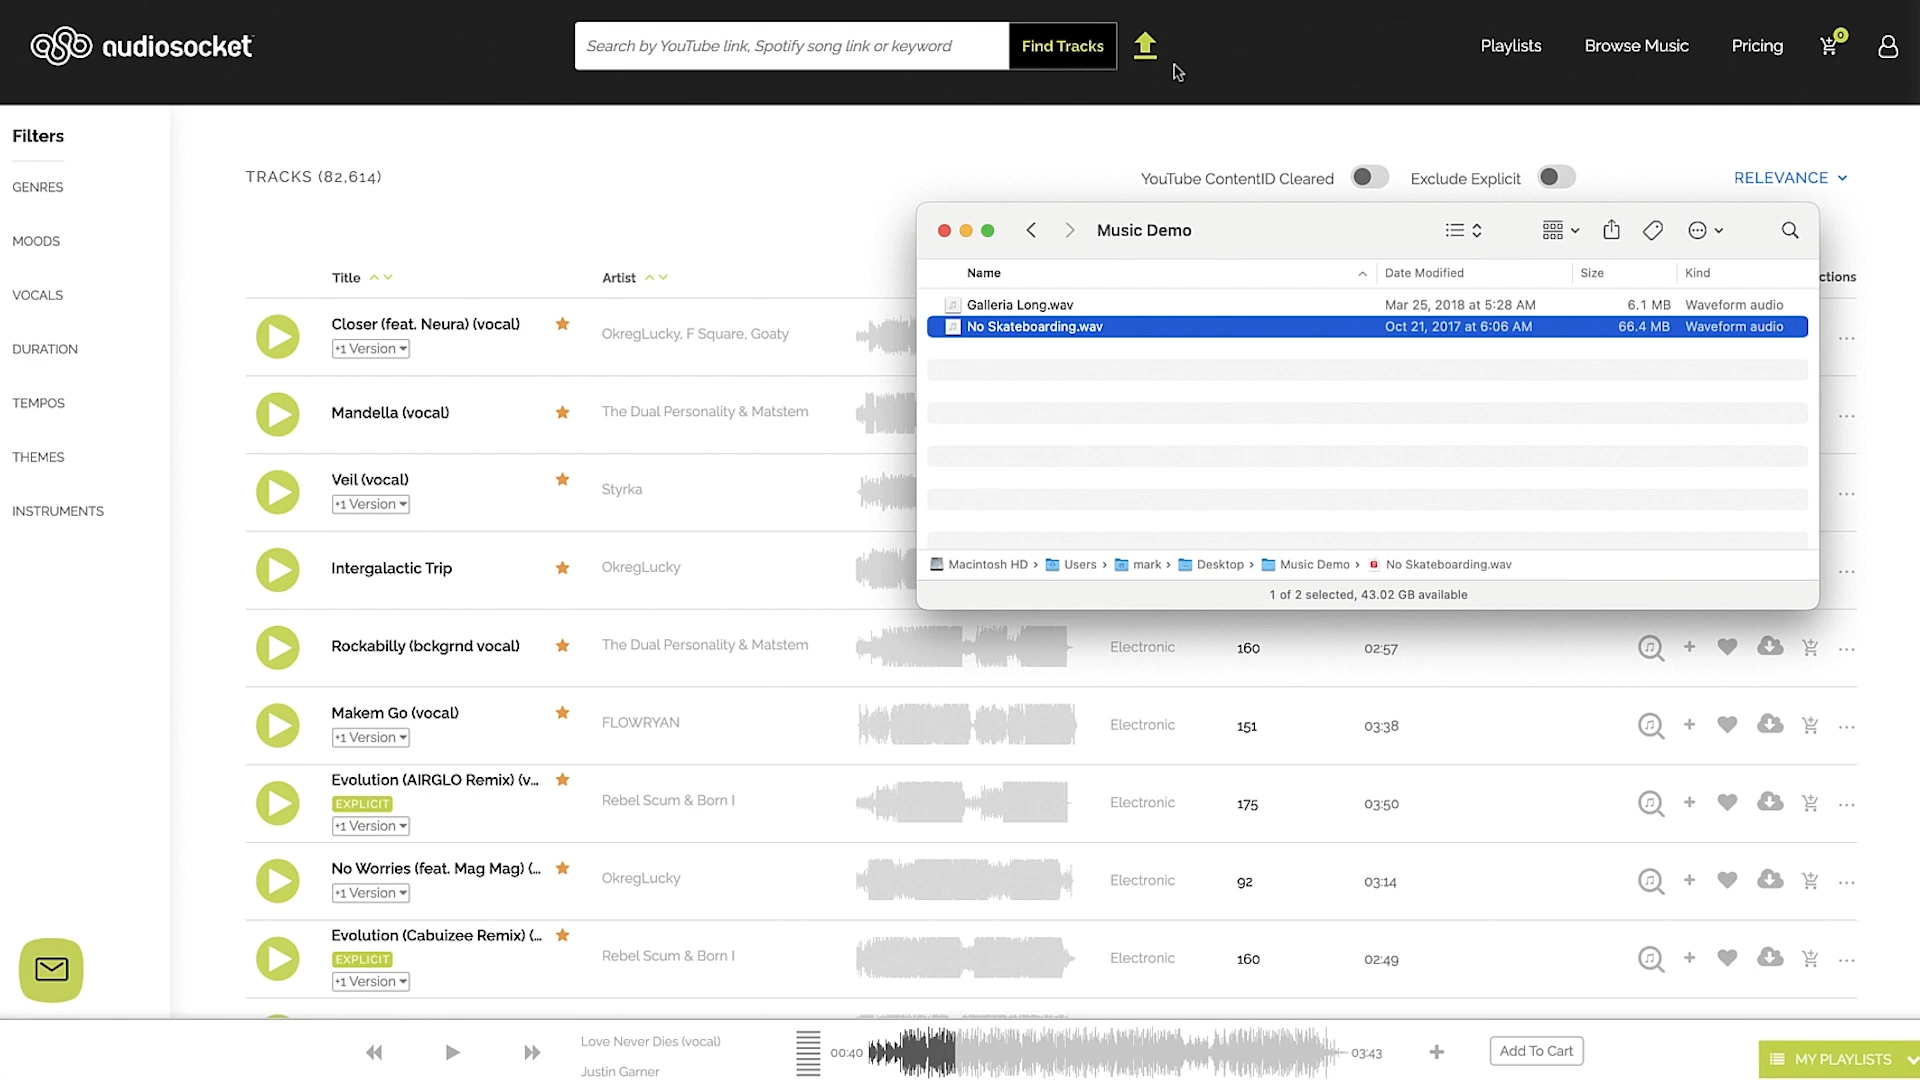 audiosocket
Search by YouTube link, Spotify song link or keyword
Find Tracks
Playlists
Browse Music
Pricing
0
Filters
GENRES
MOODS
VOCALS
DURATION
TEMPOS
THEMES
INSTRUMENTS
TRACKS (82,614)
YouTube ContentID Cleared
Exclude Explicit
RELEVANCE
Title
Artist
ctions
Music Demo
Name
Date Modified
Size
Kind
Galleria Long.wav
Mar 25, 2018 at 5:28 AM
6.1 MB
Waveform audio
No Skateboarding.wav
Oct 21, 2017 at 6:06 AM
66.4 MB
Waveform audio
Macintosh HD › Users › mark › Desktop › Music Demo › No Skateboarding.wav
1 of 2 selected, 43.02 GB available
Closer (feat. Neura) (vocal)
+1 Version
OkregLucky, F Square, Goaty
Mandella (vocal)
The Dual Personality & Matstem
Veil (vocal)
+1 Version
Styrka
Intergalactic Trip
OkregLucky
Rockabilly (bckgrnd vocal)
The Dual Personality & Matstem
Electronic
160
02:57
Makem Go (vocal)
+1 Version
FLOWRYAN
Electronic
151
03:38
Evolution (AIRGLO Remix) (v...
EXPLICIT
+1 Version
Rebel Scum & Born I
Electronic
175
03:50
No Worries (feat. Mag Mag) (...
+1 Version
OkregLucky
Electronic
92
03:14
Evolution (Cabuizee Remix) (...
EXPLICIT
+1 Version
Rebel Scum & Born I
Electronic
160
02:49
Love Never Dies (vocal)
Justin Garner
00:40
03:43
Add To Cart
MY PLAYLISTS